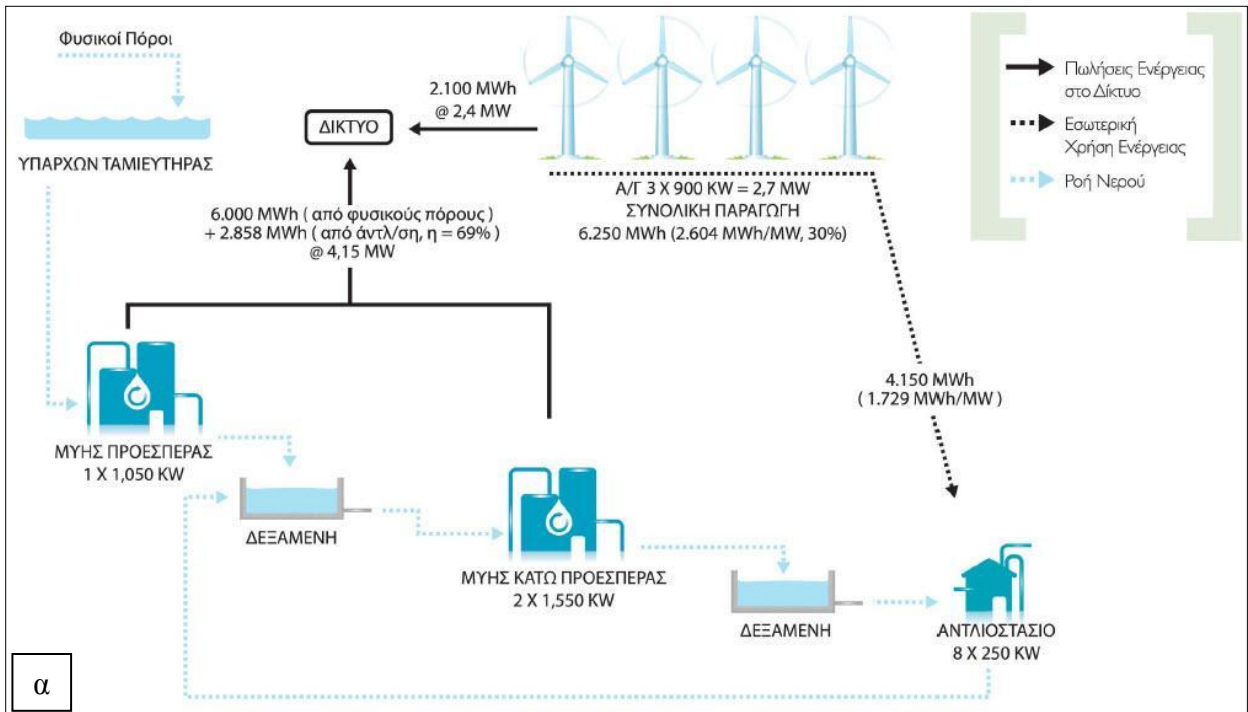 Φυσικοί Πόροι
ΥΠΑΡΧΩΝ ΤΑΜΙΕΥΤΗΡΑΣ
2.100 MWh
@ 2,4 MW
ΔΙΚΤΥΟ
6.000 MWh ( από φυσικούς πόρους )
+ 2.858 MWh ( από άντλ/ση, η = 69% )
@ 4,15 MW
Α/Γ 3 X 900 KW = 2,7 MW
ΣΥΝΟΛΙΚΗ ΠΑΡΑΓΩΓΗ
6.250 MWh (2.604 MWh/MW, 30%)
Πωλήσεις Ενέργειας
στο Δίκτυο
Εσωτερική
Χρήση Ενέργειας
Ροή Νερού
4.150 MWh
( 1.729 MWh/MW )
ΜΥΗΣ ΠΡΟΕΣΠΕΡΑΣ
1 X 1,050 KW
ΔΕΞΑΜΕΝΗ
ΜΥΗΣ ΚΑΤΩ ΠΡΟΕΣΠΕΡΑΣ
2 X 1,550 KW
ΔΕΞΑΜΕΝΗ
ΑΝΤΛΙΟΣΤΑΣΙΟ
8 X 250 KW
α